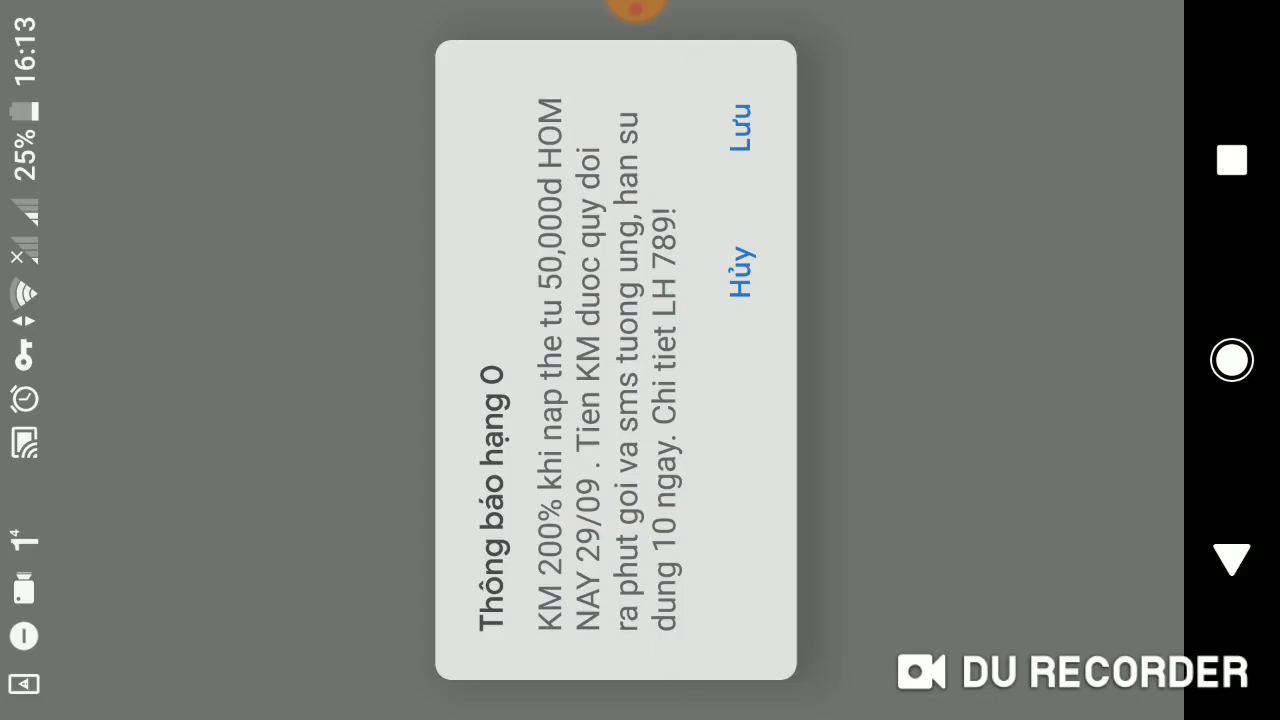 16:13
25%
Thông báo hạng 0
KM 200% khi nap the tu 50,000d HOM
NAY 29/09 . Tien KM duoc quy doi
ra phut goi va sms tuong ung, han su
dung 10 ngay. Chi tiet LH 789!
Hủy
Lưu
DU RECORDER